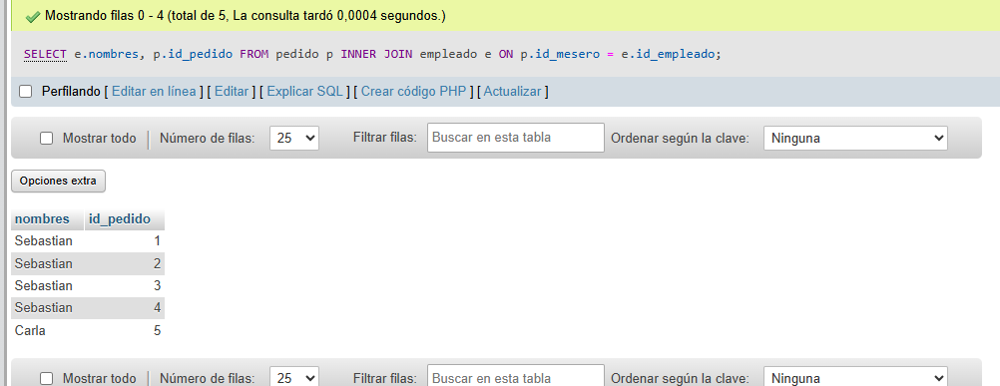 Mostrando filas 0 - 4 (total de 5, La consulta tardó 0,0004 segundos.)
SELECT e.nombres, p.id_pedido FROM pedido p INNER JOIN empleado e ON p.id_mesero = e.id_empleado;
Perfilando [ Editar en línea ] [ Editar ] [ Explicar SQL ] [ Crear código PHP ] [ Actualizar ]
Mostrar todo Número de filas: 25 Filtrar filas: Buscar en esta tabla Ordenar según la clave: Ninguna
Opciones extra
nombres id_pedido
Sebastian 1
Sebastian 2
Sebastian 3
Sebastian 4
Carla 5
Mostrar todo Número de filas: 25 Filtrar filas: Buscar en esta tabla Ordenar según la clave: Ninguna